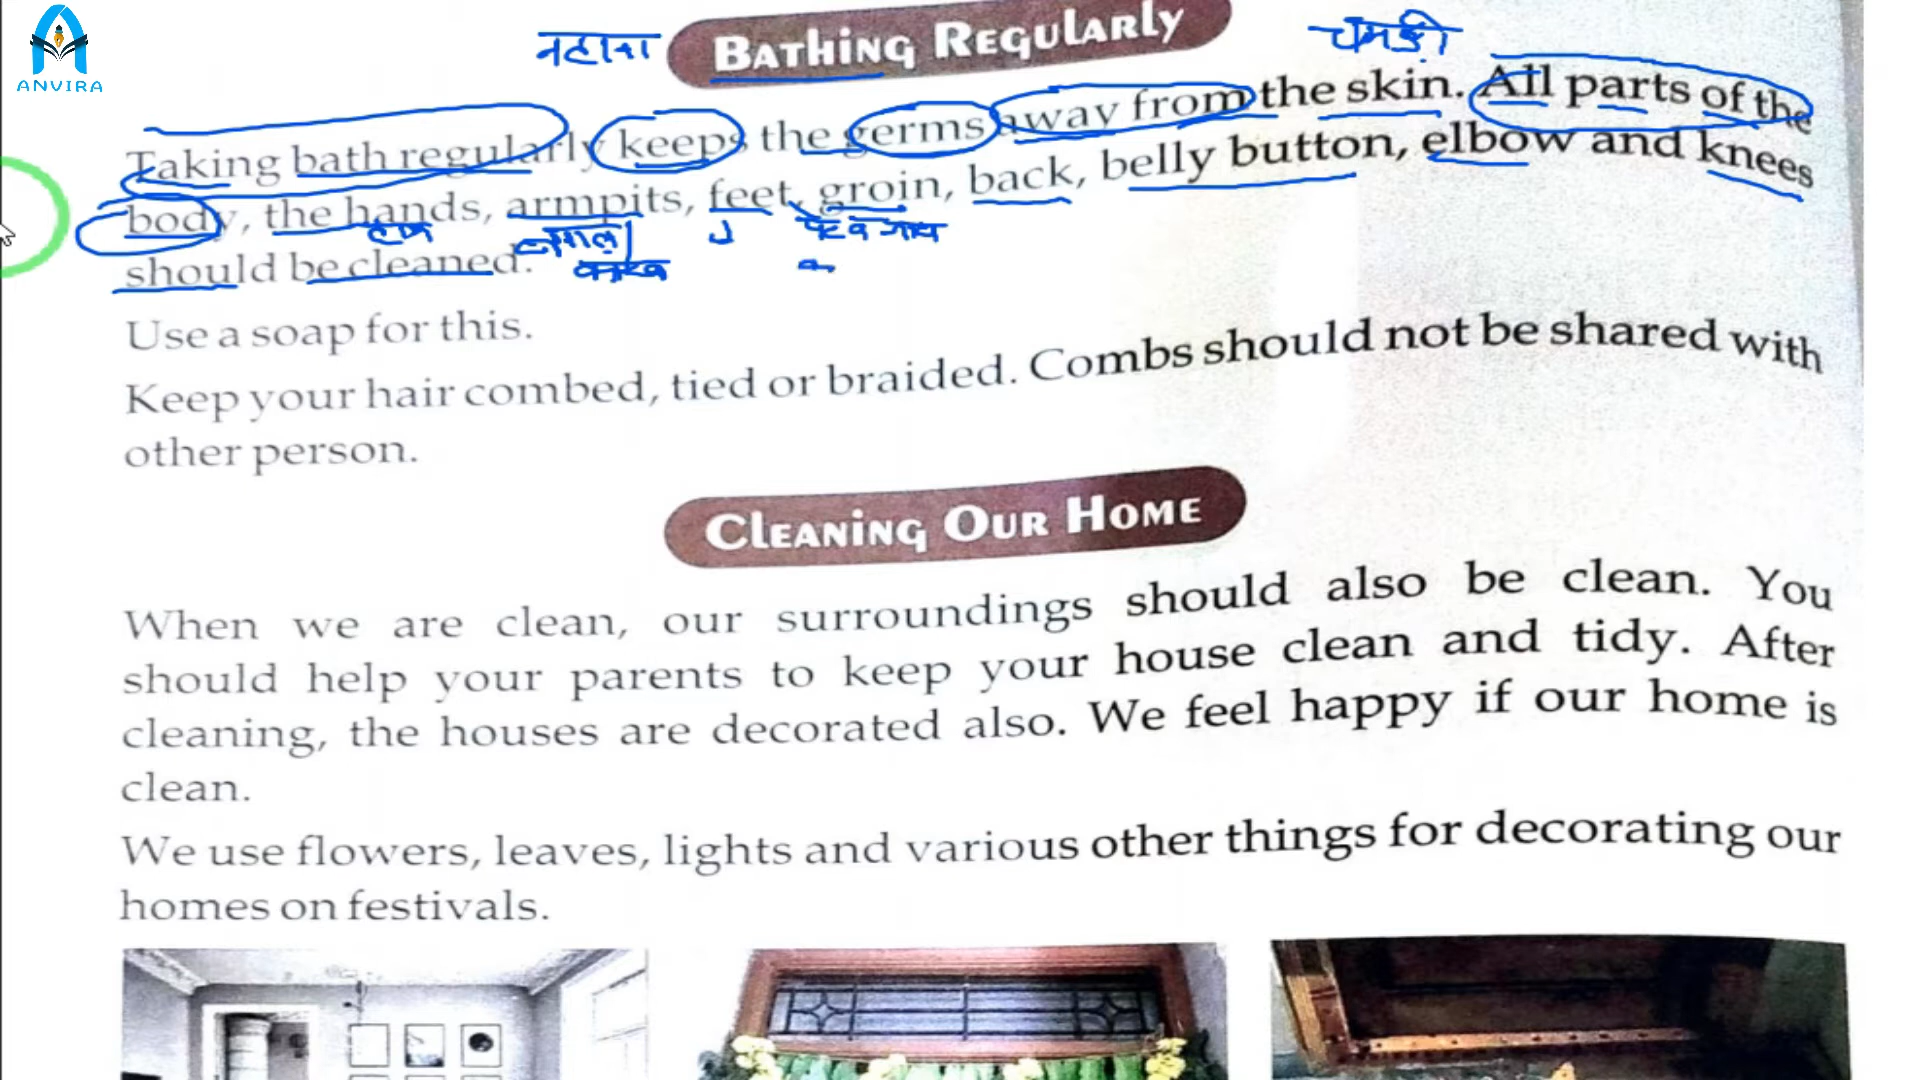 ANVIRA
नहाना
BATHING REGULARLY
चमड़ी
Taking bath regularly keeps the germs away from the skin. All parts of the
body, the hands, armpits, feet, groin, back, belly button, elbow and knees
हाथ
should be cleaned.
Use a soap for this.
Keep your hair combed, tied or braided. Combs should not be shared with
other person.
CLEANING OUR HOME
When we are clean, our surroundings should also be clean. You
should help your parents to keep your house clean and tidy. After
cleaning, the houses are decorated also. We feel happy if our home is
clean.
We use flowers, leaves, lights and various other things for decorating our
homes on festivals.